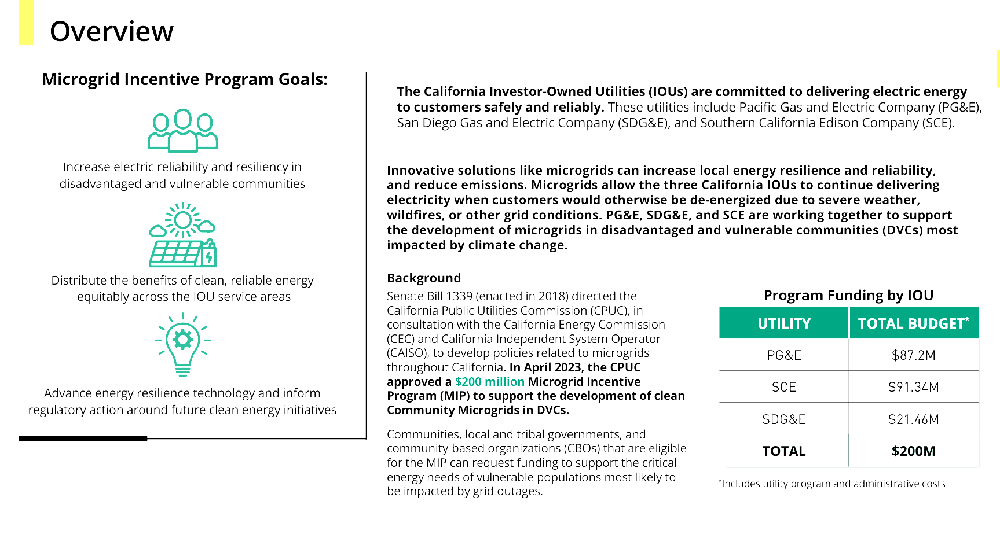 Overview
Microgrid Incentive Program Goals:
Increase electric reliability and resiliency in
disadvantaged and vulnerable communities
Distribute the benefits of clean, reliable energy
equitably across the IOU service areas
Advance energy resilience technology and inform
regulatory action around future clean energy initiatives
The California Investor-Owned Utilities (IOUs) are committed to delivering electric energy
to customers safely and reliably. These utilities include Pacific Gas and Electric Company (PG&E),
San Diego Gas and Electric Company (SDG&E), and Southern California Edison Company (SCE).
Innovative solutions like microgrids can increase local energy resilience and reliability,
and reduce emissions. Microgrids allow the three California IOUs to continue delivering
electricity when customers would otherwise be de-energized due to severe weather,
wildfires, or other grid conditions. PG&E, SDG&E, and SCE are working together to support
the development of microgrids in disadvantaged and vulnerable communities (DVCs) most
impacted by climate change.
Background
Senate Bill 1339 (enacted in 2018) directed the
California Public Utilities Commission (CPUC), in
consultation with the California Energy Commission
(CEC) and California Independent System Operator
(CAISO), to develop policies related to microgrids
throughout California. In April 2023, the CPUC
approved a $200 million Microgrid Incentive
Program (MIP) to support the development of clean
Community Microgrids in DVCs.
Communities, local and tribal governments, and
community-based organizations (CBOs) that are eligible
for the MIP can request funding to support the critical
energy needs of vulnerable populations most likely to
be impacted by grid outages.
Program Funding by IOU
UTILITY TOTAL BUDGET*
PG&E $87.2M
SCE $91.34M
SDG&E $21.46M
TOTAL $200M
*Includes utility program and administrative costs